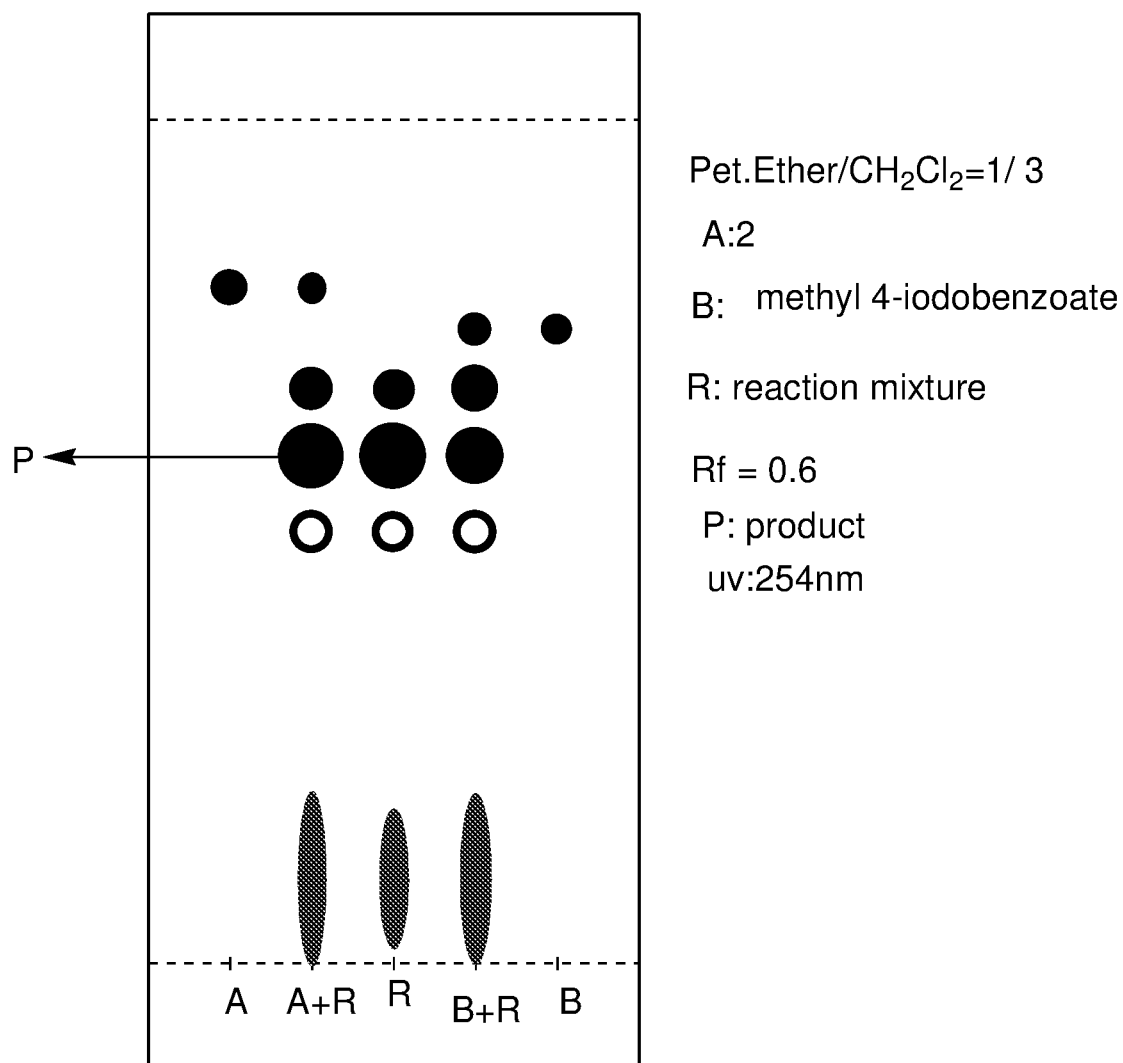 Pet.Ether/CH₂Cl₂=1/ 3
A:2
B: methyl 4-iodobenzoate
R: reaction mixture
P
Rf = 0.6
P: product
uv:254nm
A A+R R B+R B